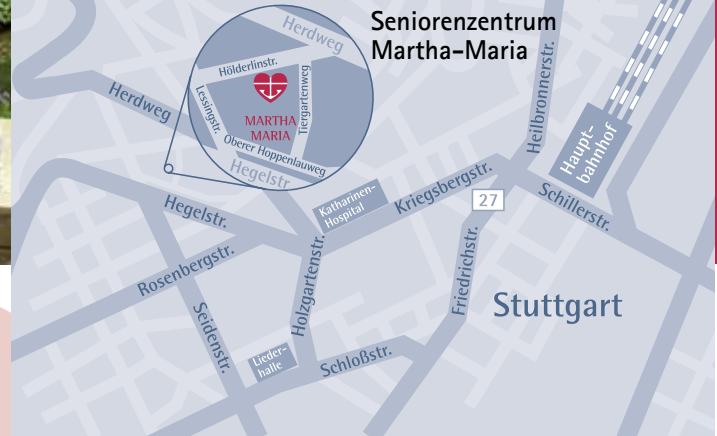 Seniorenzentrum
Martha-Maria
Herdweg
Hölderlinstr.
Lessingstr.
Tiergartenweg
MARTHA
MARIA
Oberer Hoppenlauweg
Hegelstr
Herdweg
Heilbronnerstr.
Haupt-
bahnhof
Katharinen-
Hospital
Kriegsbergstr.
27
Schillerstr.
Hegelstr.
Rosenbergstr.
Holzgartenstr.
Friedrichstr.
Stuttgart
Seidenstr.
Lieder-
halle
Schloßstr.